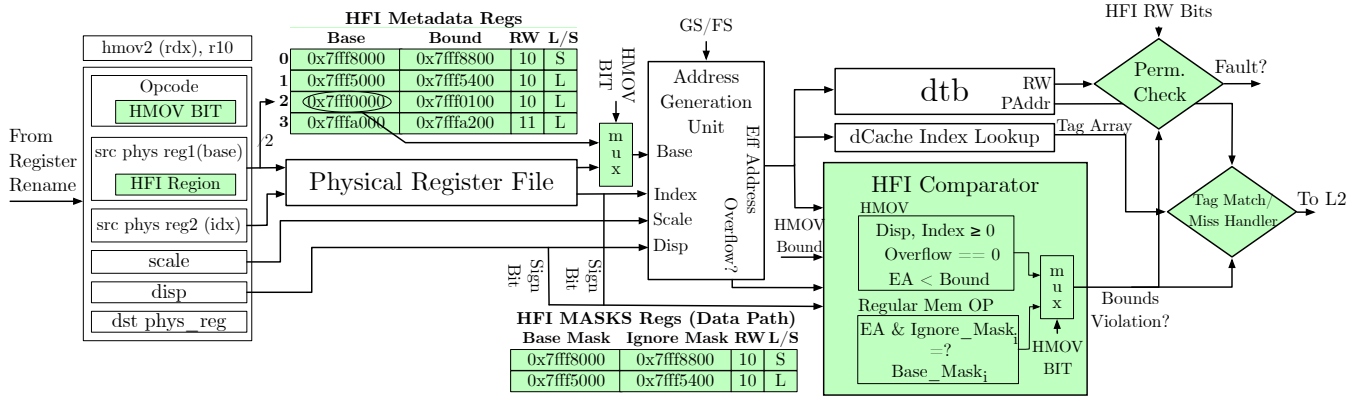 HFI Metadata Regs
Base Bound RW L/S
0 0x7fff8000 0x7fff8800 10 S
1 0x7fff5000 0x7fff5400 10 L
2 0x7fff0000 0x7fff0100 10 L
3 0x7fffa000 0x7fffa200 11 L
hmov2 (rdx), r10
Opcode
HMOV BIT
src phys reg1(base)
HFI Region
src phys reg2 (idx)
scale
disp
dst phys_reg
From
Register
Rename
/2
Physical Register File
HMOV
BIT
mux
GS/FS
Address
Generation
Unit
Base
Index
Scale
Disp
Eff Address
Overflow?
Sign
Bit
Sign
Bit
HFI MASKS Regs (Data Path)
Base Mask Ignore Mask RW L/S
0x7fff8000 0x7fff8800 10 S
0x7fff5000 0x7fff5400 10 L
dtb
RW
PAddr
dCache Index Lookup
Tag Array
HFI RW Bits
Perm.
Check
Fault?
HFI Comparator
HMOV
Disp, Index ≥ 0
Overflow == 0
EA < Bound
HMOV
Bound
Regular Mem OP
EA & Ignore_Mask_i
=?
Base_Mask_i
mux
HMOV
BIT
Bounds
Violation?
Tag Match/
Miss Handler
To L2